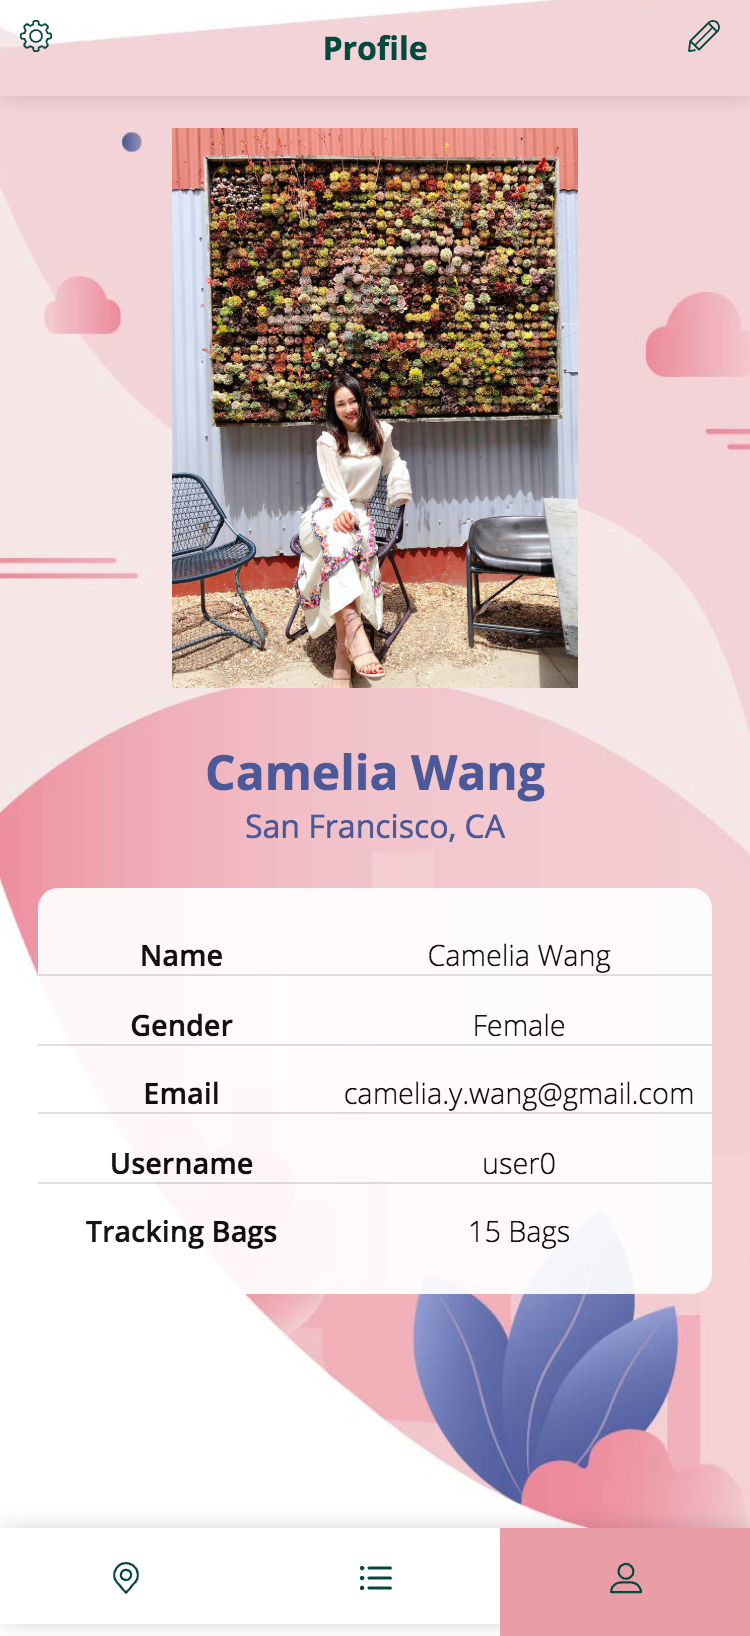 Profile
Camelia Wang
San Francisco, CA
Name Camelia Wang
Gender Female
Email camelia.y.wang@gmail.com
Username user0
Tracking Bags 15 Bags